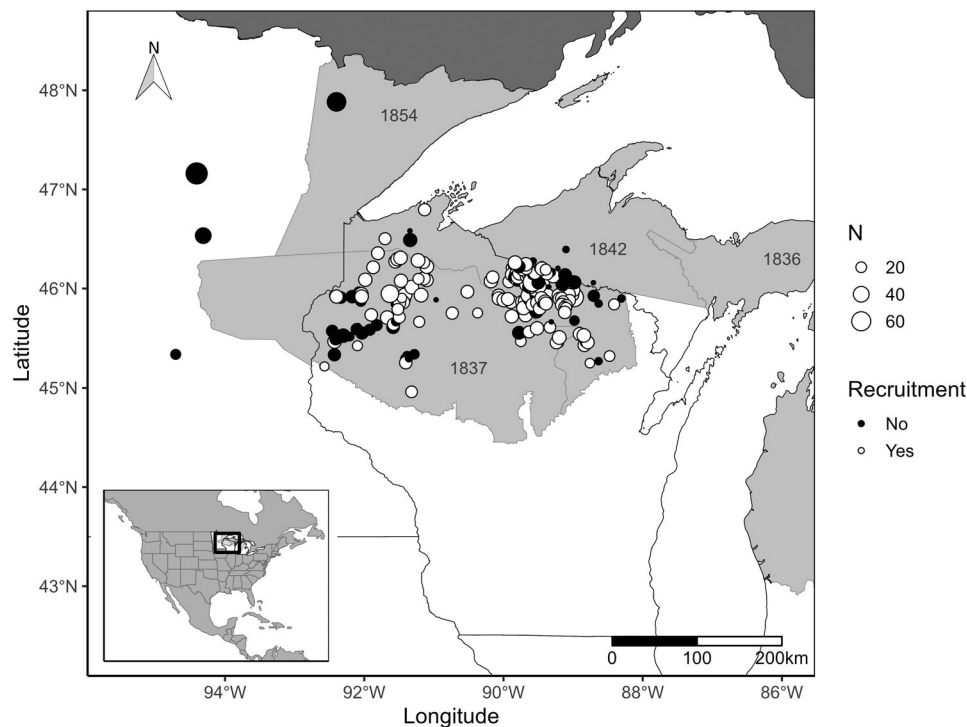 N
48°N
1854
47°N
1842
1836
46°N
1837
45°N
44°N
43°N
Latitude
0 100 200km
94°W 92°W 90°W 88°W 86°W
Longitude
N
20
40
60
Recruitment
No
Yes